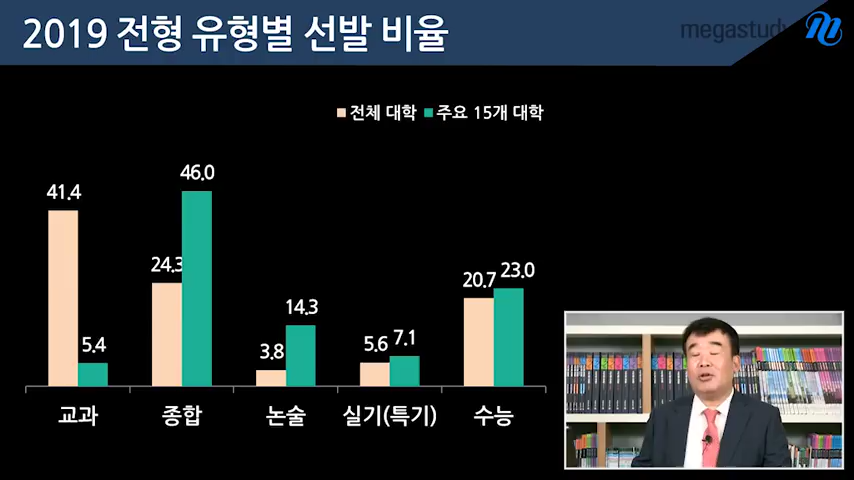 2019 전형 유형별 선발 비율
megastudy
전체 대학 주요 15개 대학
41.4 5.4 24.3 46.0 3.8 14.3 5.6 7.1 20.7 23.0
교과 종합 논술 실기(특기) 수능